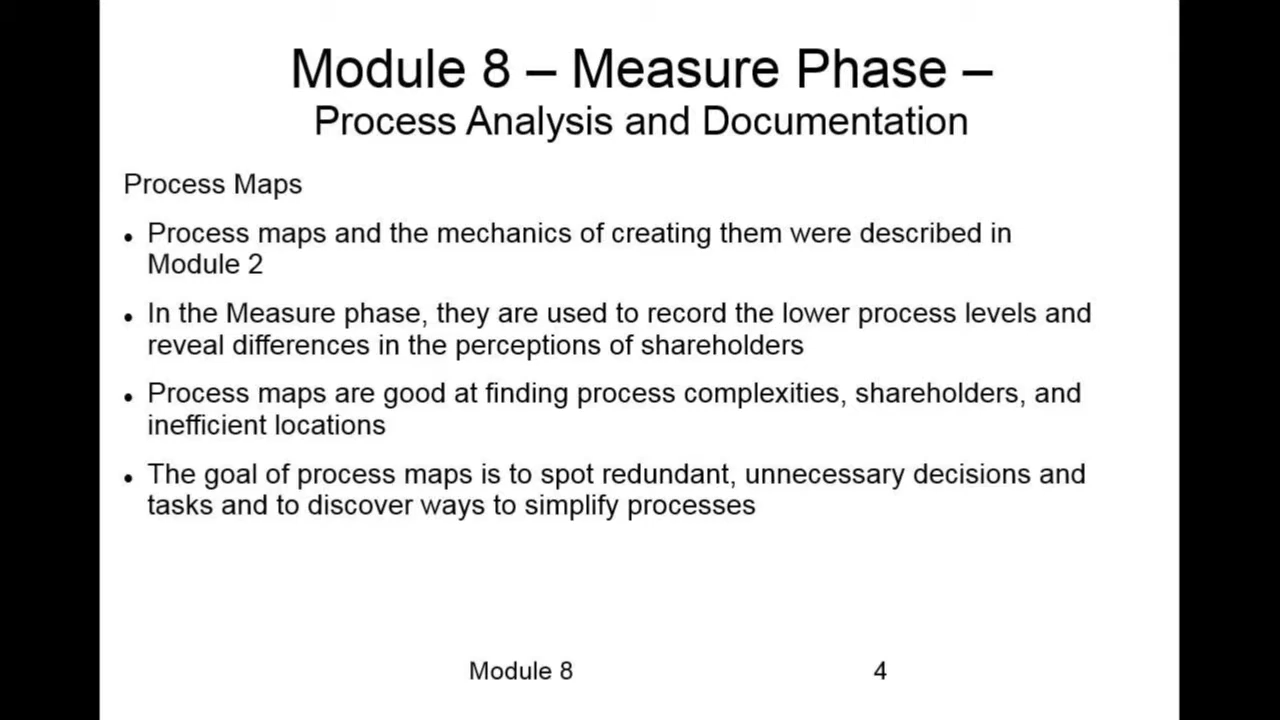 Module 8 – Measure Phase –
Process Analysis and Documentation
Process Maps
• Process maps and the mechanics of creating them were described in
Module 2
• In the Measure phase, they are used to record the lower process levels and
reveal differences in the perceptions of shareholders
• Process maps are good at finding process complexities, shareholders, and
inefficient locations
• The goal of process maps is to spot redundant, unnecessary decisions and
tasks and to discover ways to simplify processes
Module 8
4